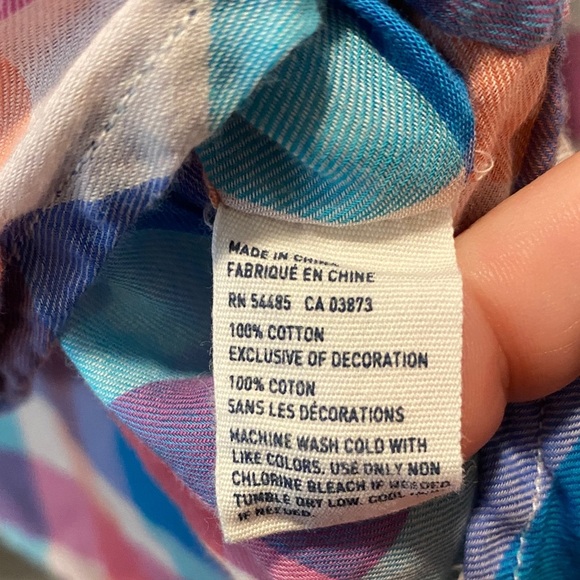 MADE IN CHINA
FABRIQUÉ EN CHINE
RN 54485 CA 03873
100% COTTON
EXCLUSIVE OF DECORATION
100% COTON
SANS LES DÉCORATIONS
MACHINE WASH COLD WITH
LIKE COLORS, USE ONLY NON
CHLORINE BLEACH IF NEEDED
TUMBLE DRY LOW. COOL
IF NEEDED.